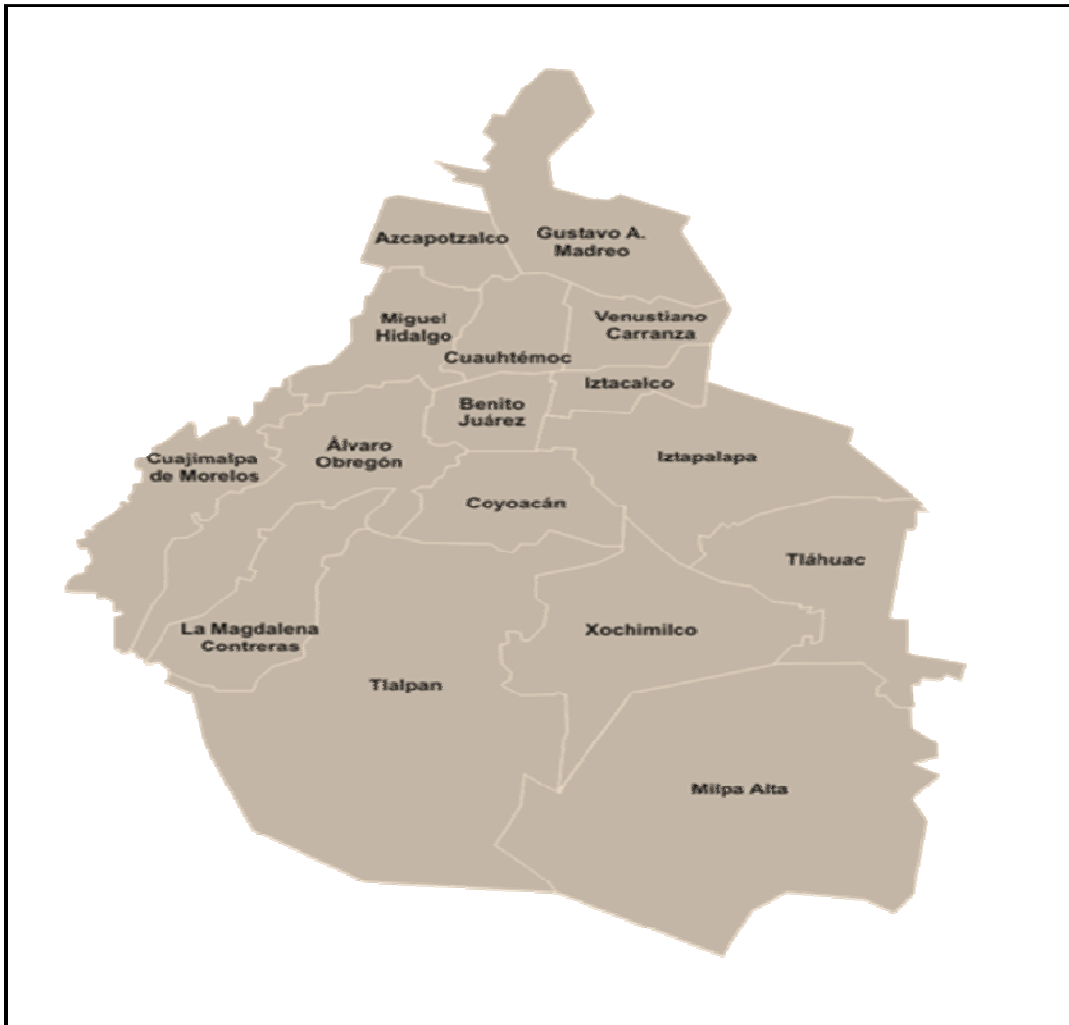 Azcapotzalco
Gustavo A.
Madreo
Miguel
Hidalgo
Venustiano
Carranza
Cuauhtémoc
Iztacalco
Benito
Juárez
Álvaro
Obregón
Cuajimalpa
de Morelos
Iztapalapa
Coyoacán
Tláhuac
La Magdalena
Contreras
Xochimilco
Tlalpan
Milpa Alta